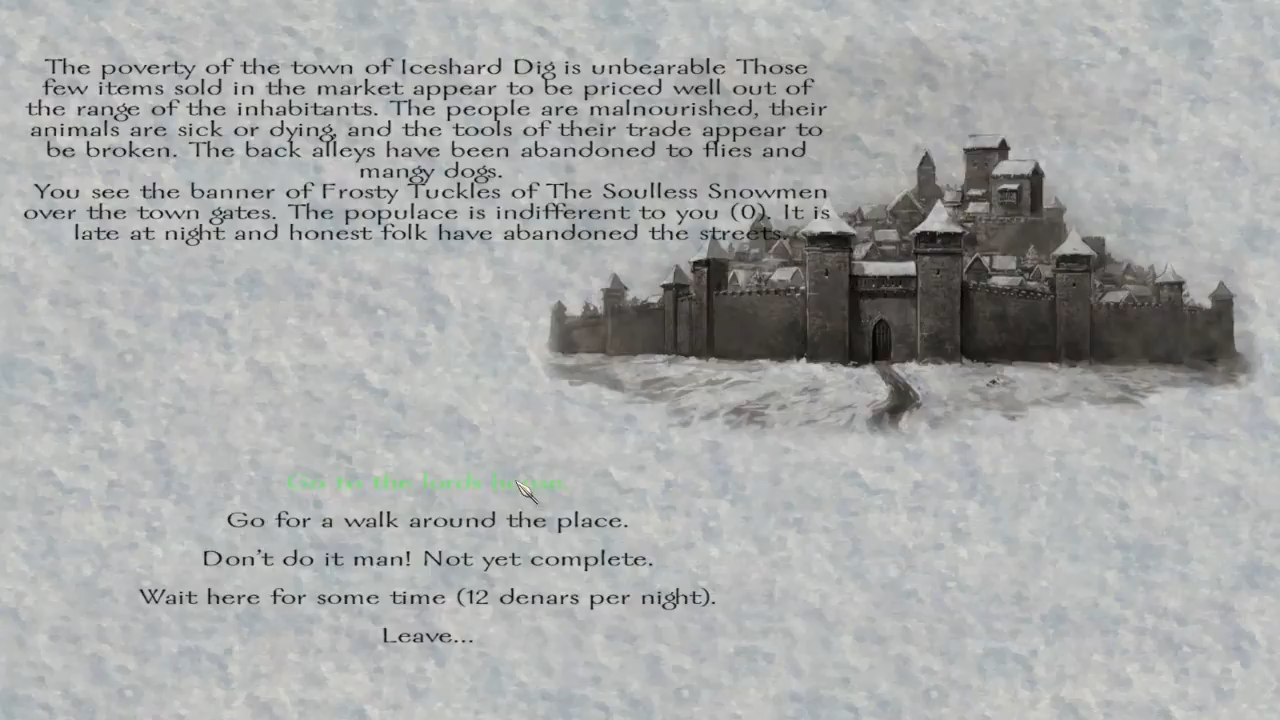 The poverty of the town of Iceshard Dig is unbearable Those
few items sold in the market appear to be priced well out of
the range of the inhabitants. The people are malnourished, their
animals are sick or dying, and the tools of their trade appear to
be broken. The back alleys have been abandoned to flies and
mangy dogs.
You see the banner of Frosty Tuckles of The Soulless Snowmen
over the town gates. The populace is indifferent to you (0). It is
late at night and honest folk have abandoned the streets.
Go to the
Go for a walk around the place.
Don't do it man! Not yet complete.
Wait here for some time (12 denars per night).
Leave...